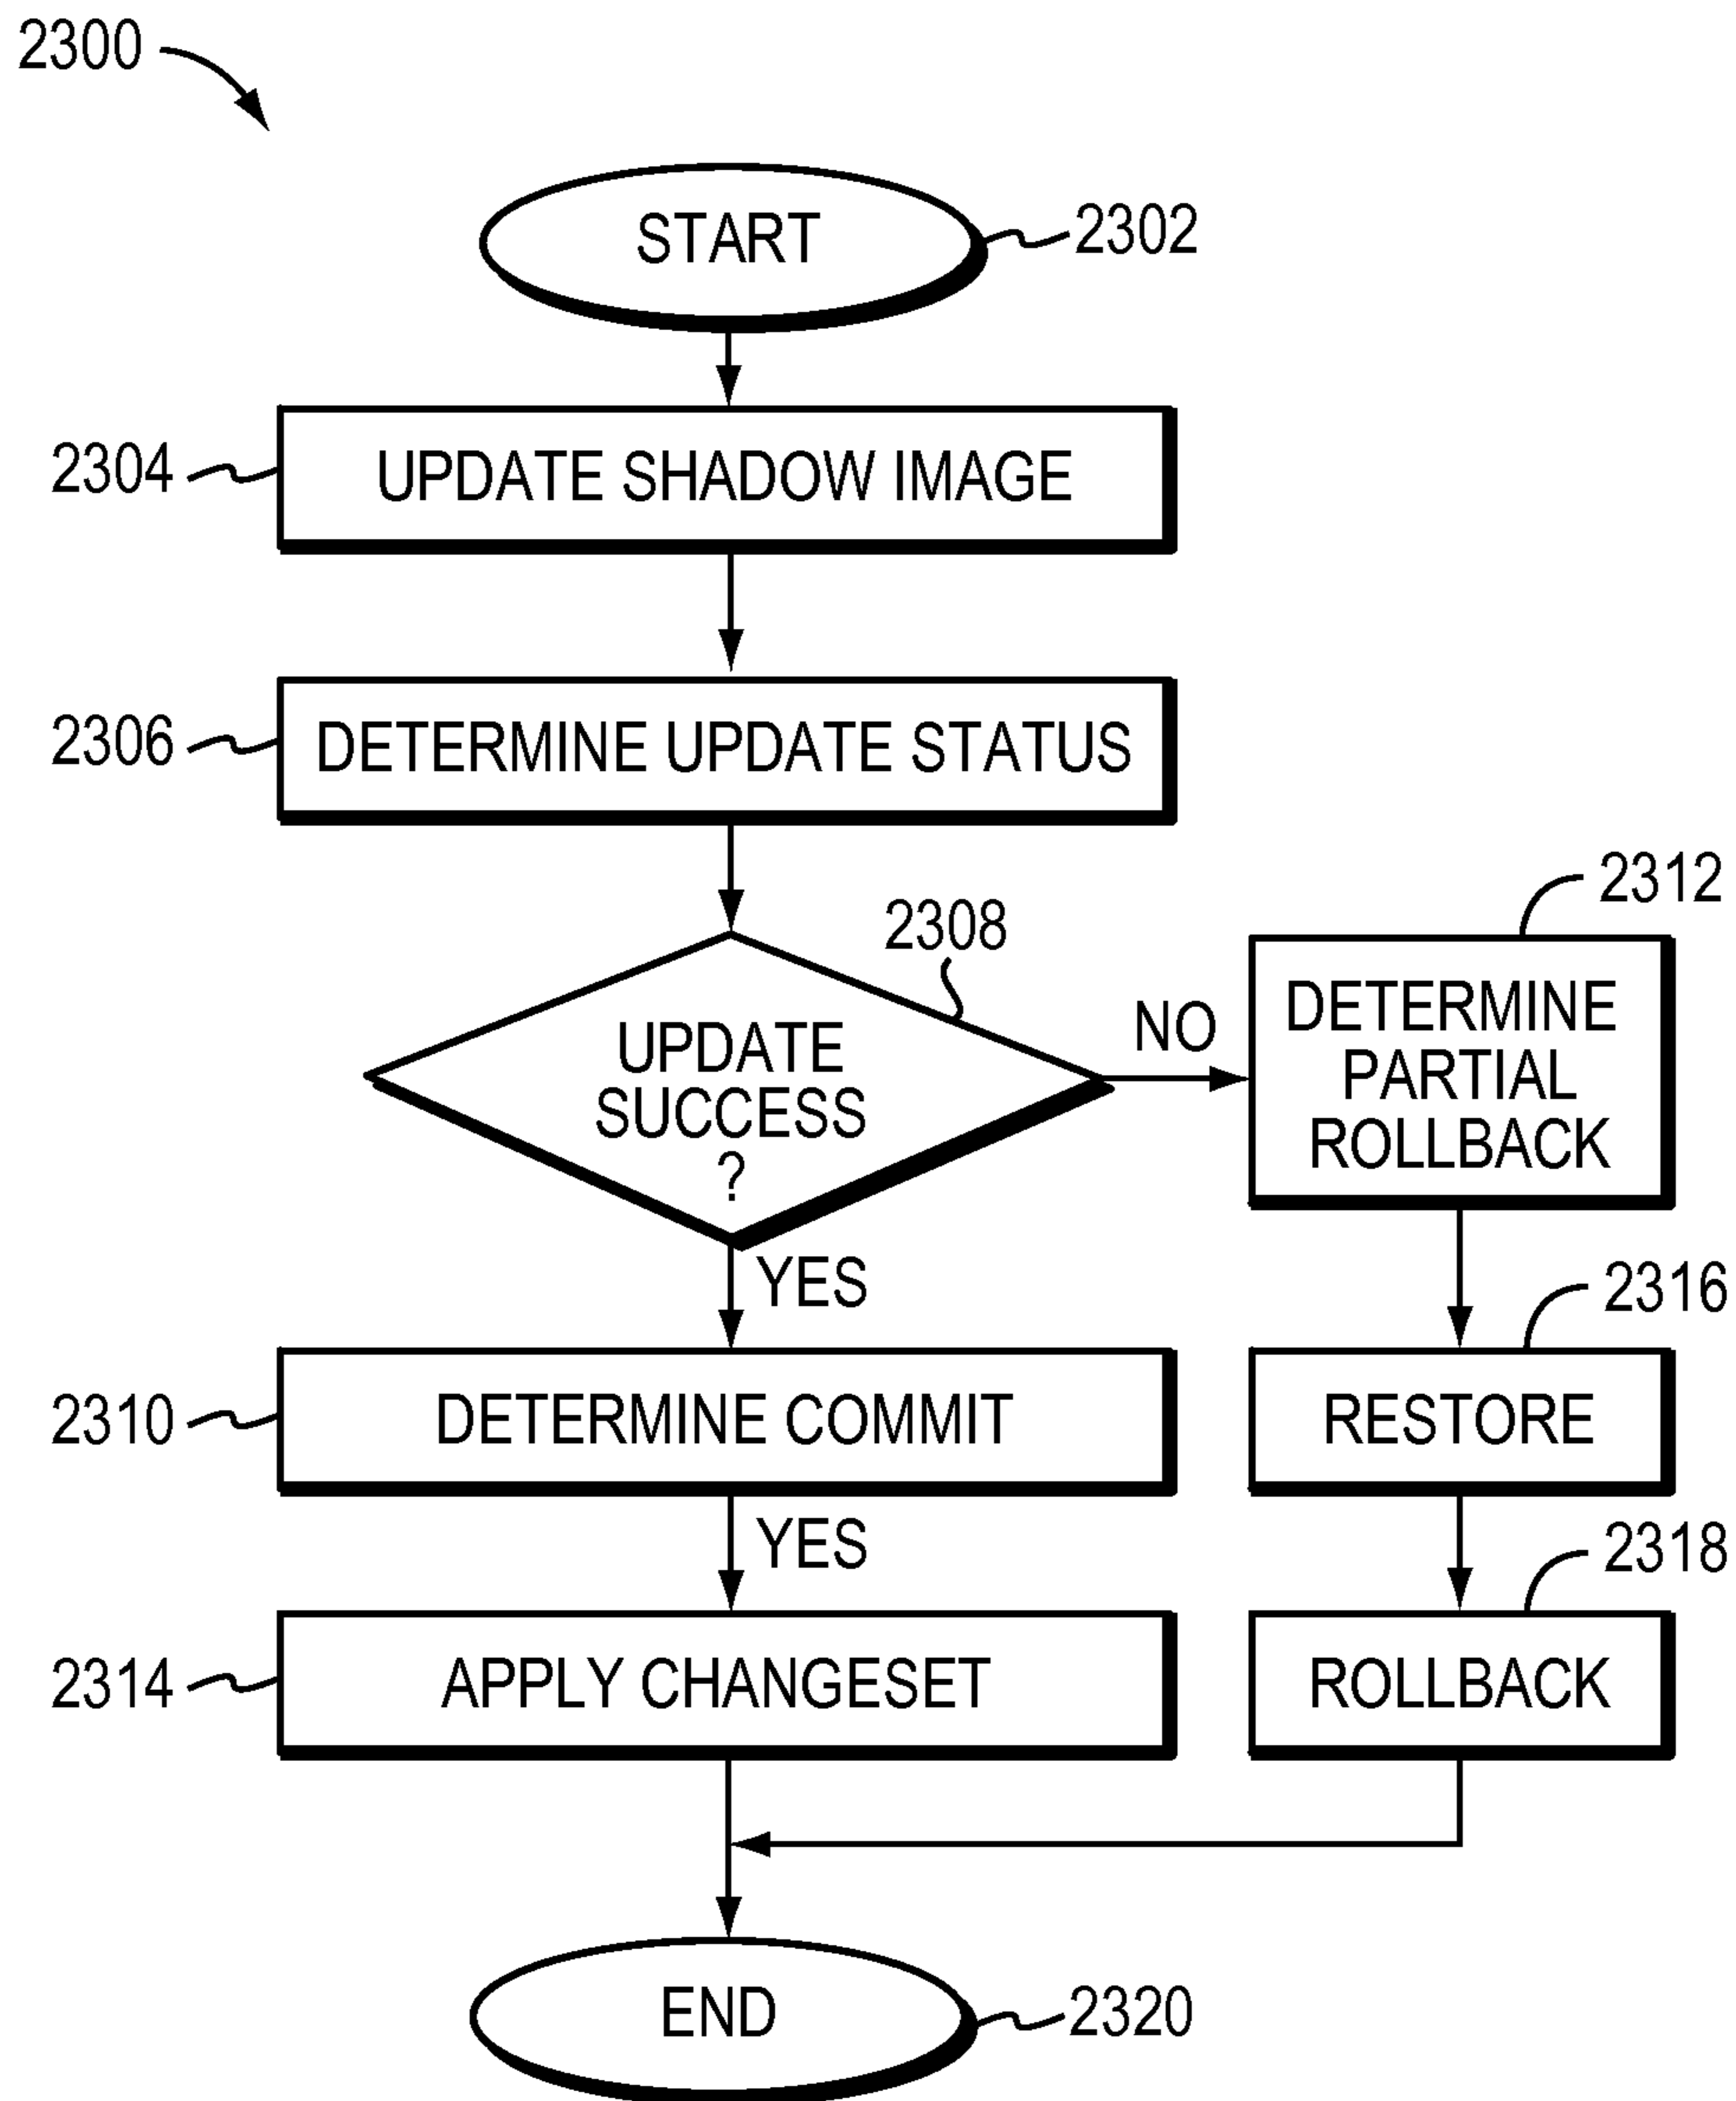 2300
START
2302
2304
UPDATE SHADOW IMAGE
2306
DETERMINE UPDATE STATUS
2308
UPDATE
SUCCESS
?
NO
2312
DETERMINE
PARTIAL
ROLLBACK
YES
2310
DETERMINE COMMIT
2316
RESTORE
YES
2314
APPLY CHANGESET
2318
ROLLBACK
END
2320